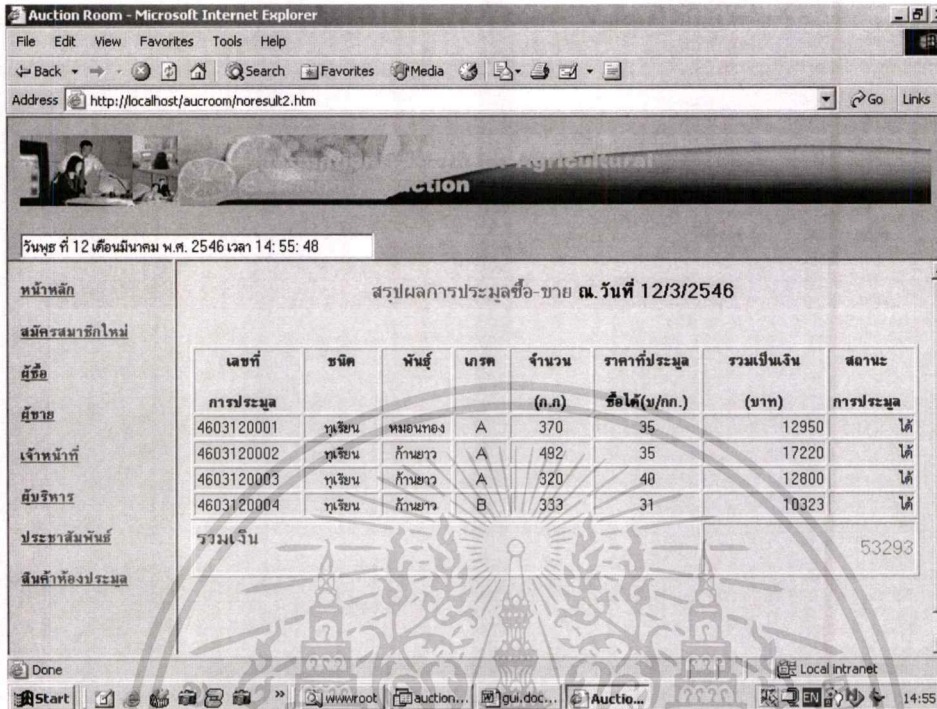 Auction Room - Microsoft Internet Explorer
File Edit View Favorites Tools Help
Back Search Favorites Media
Address http://localhost/aucroom/noresult2.htm Go Links
Agricultural
ction
วันพุธ ที่ 12 เดือนมีนาคม พ.ศ. 2546 เวลา 14: 55: 48
หน้าหลัก
สมัครสมาชิกใหม่
ผู้ซื้อ
ผู้ขาย
เจ้าหน้าที่
ผู้บริหาร
ประชาสัมพันธ์
สินค้าห้องประมูล
สรุปผลการประมูลซื้อ-ขาย ณ.วันที่ 12/3/2546
เลขที่ ชนิด พันธุ์ เกรด จำนวน ราคาที่ประมูล รวมเป็นเงิน สถานะ
การประมูล (ก.ก) ซื้อได้(บ/กก.) (บาท) การประมูล
4603120001 ทุเรียน หมอนทอง A 370 35 12950 ได้
4603120002 ทุเรียน ก้านยาว A 492 35 17220 ได้
4603120003 ทุเรียน ก้านยาว A 320 40 12800 ได้
4603120004 ทุเรียน ก้านยาว B 333 31 10323 ได้
รวมเงิน 53293
Done Local intranet
Start » wwwroot auction... gui.doc... Auctio... EN 14:55